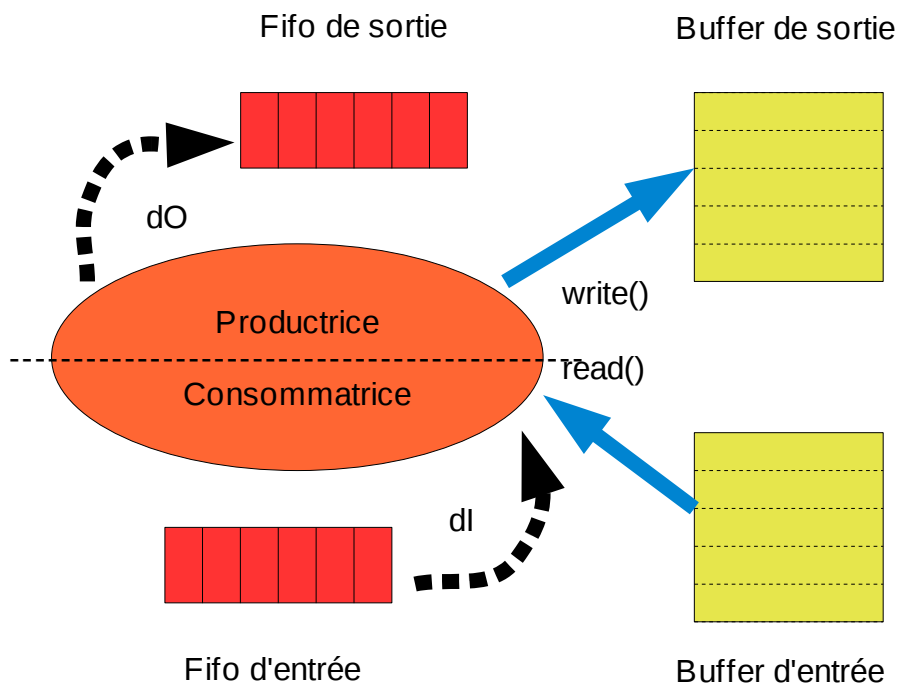 Fifo de sortie
Buffer de sortie
dO
write()
Productrice
read()
Consommatrice
dI
Fifo d'entrée
Buffer d'entrée